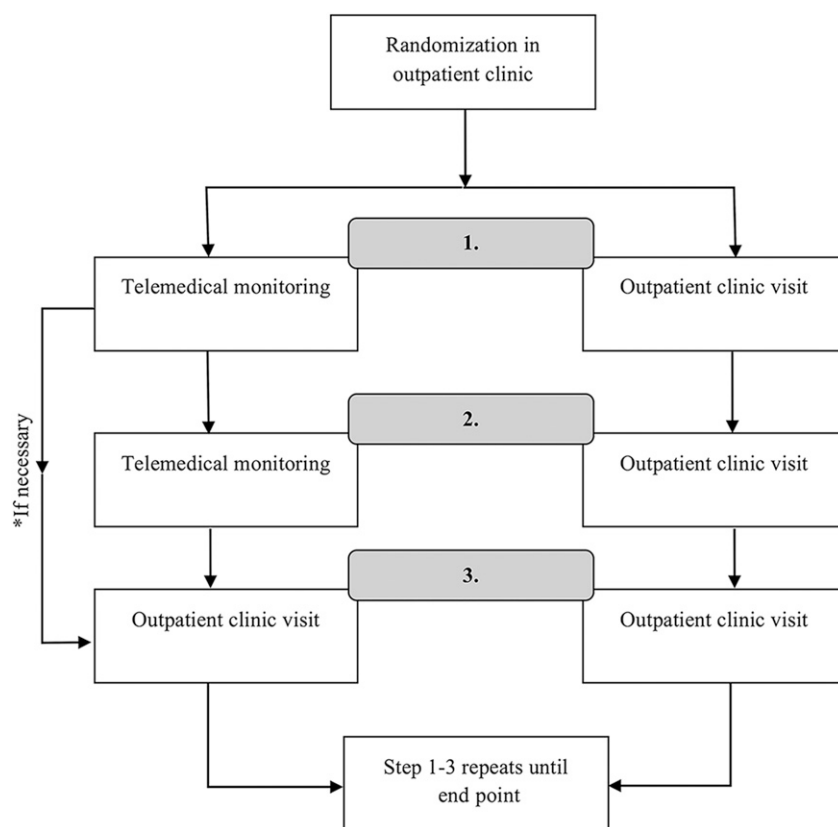 Randomization in
outpatient clinic
1.
Telemedical monitoring
Outpatient clinic visit
2.
Telemedical monitoring
Outpatient clinic visit
*If necessary
3.
Outpatient clinic visit
Outpatient clinic visit
Step 1-3 repeats until
end point